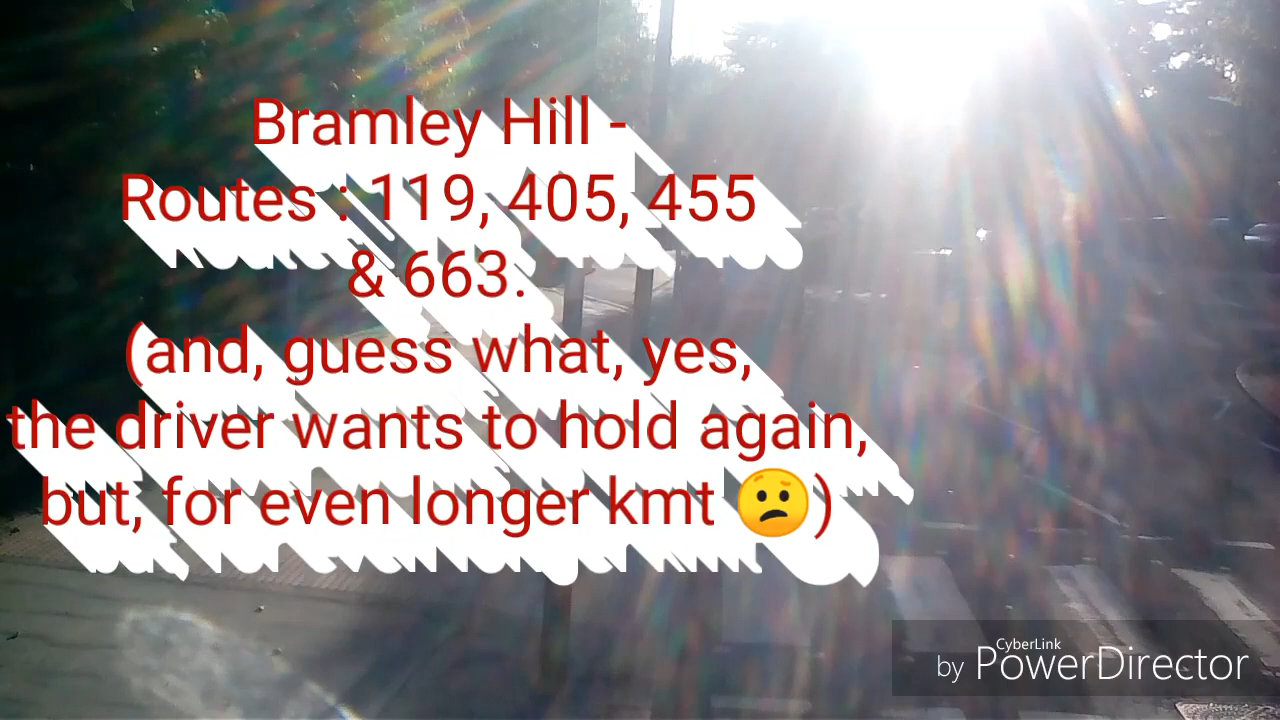 Bramley Hill -
Routes : 119, 405, 455
& 663.
(and, guess what, yes,
the driver wants to hold again,
but, for even longer kmt 😕)
CyberLink
by PowerDirector